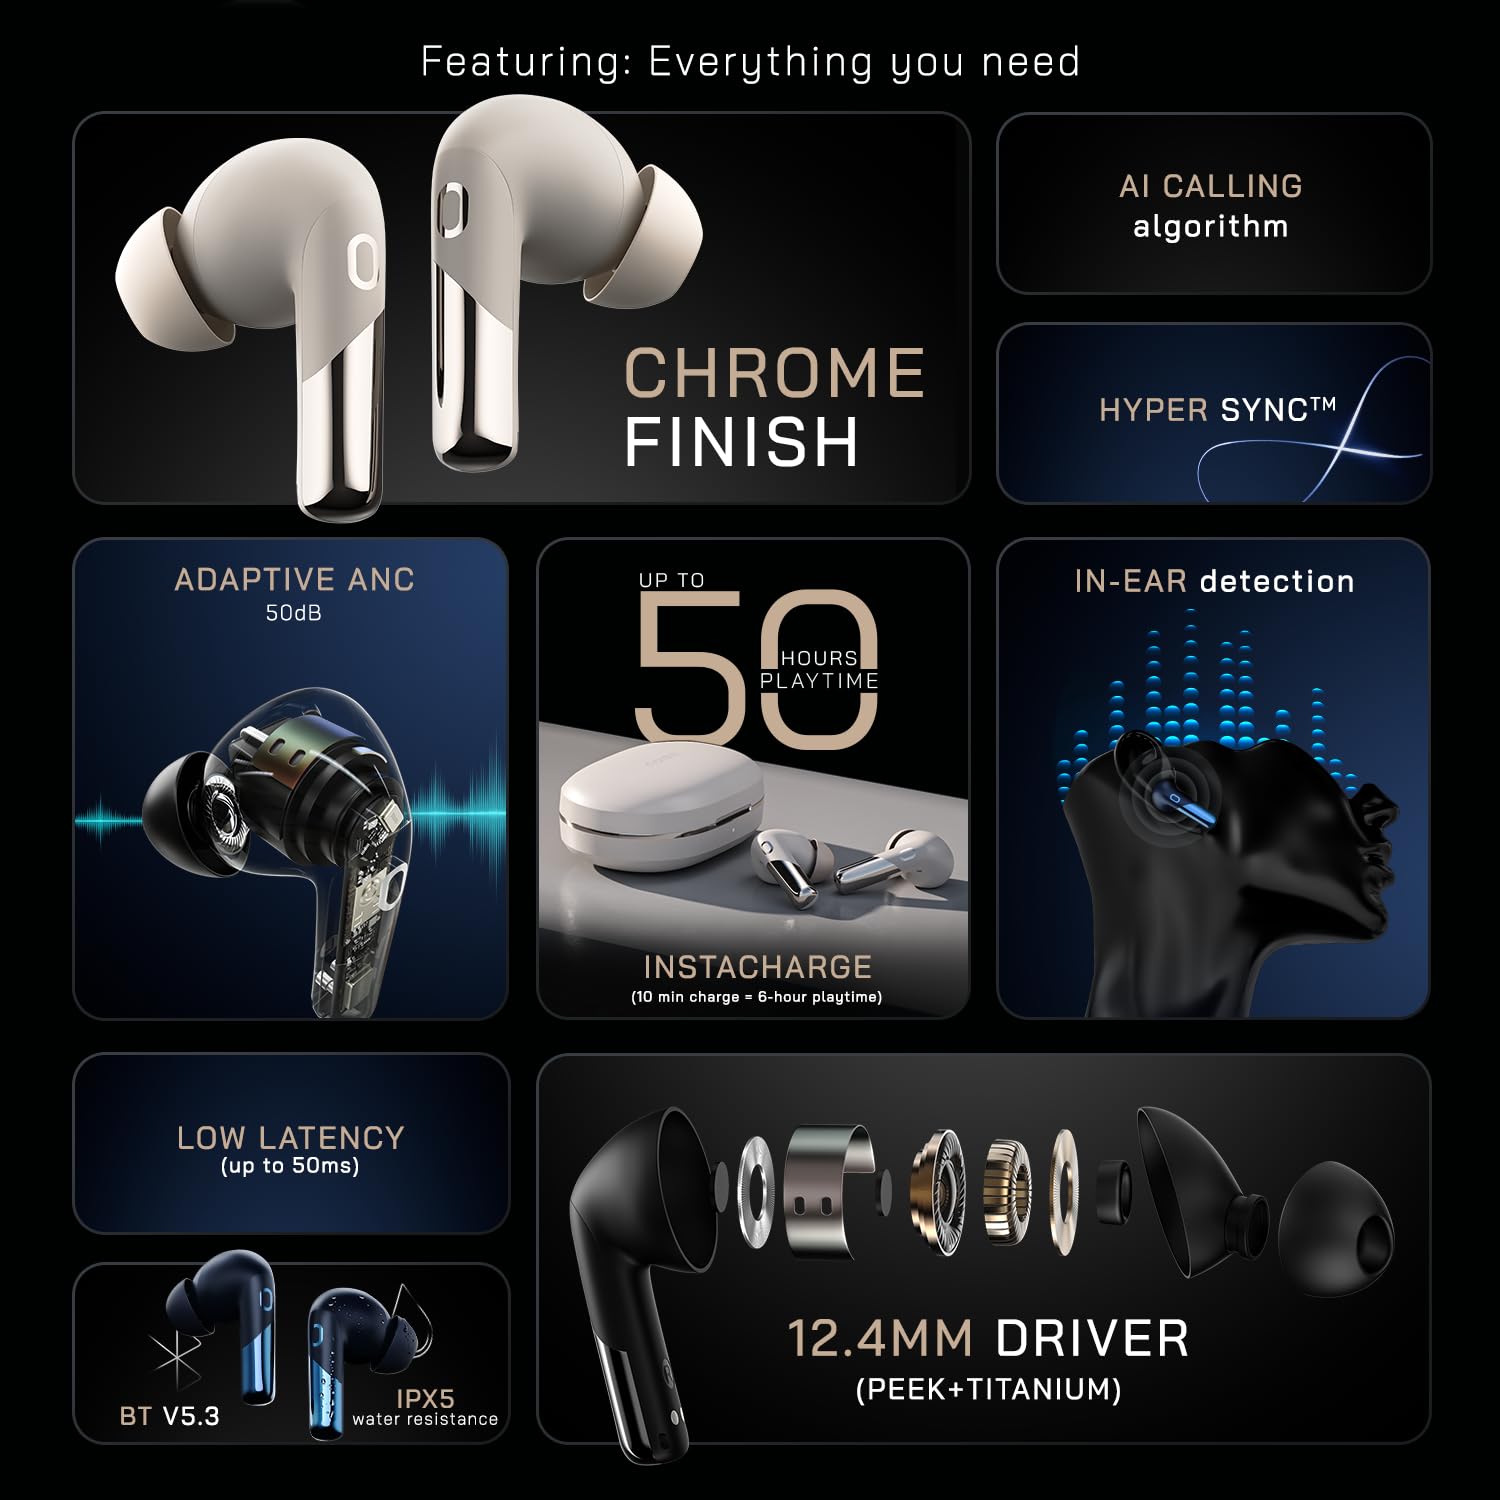 Featuring: Everything you need
CHROME
FINISH
AI CALLING
algorithm
HYPER SYNC™
ADAPTIVE ANC
50dB
UP TO
50
HOURS
PLAYTIME
INSTACHARGE
(10 min charge = 6-hour playtime)
IN-EAR detection
LOW LATENCY
(up to 50ms)
BT V5.3
IPX5
water resistance
12.4MM DRIVER
(PEEK+TITANIUM)